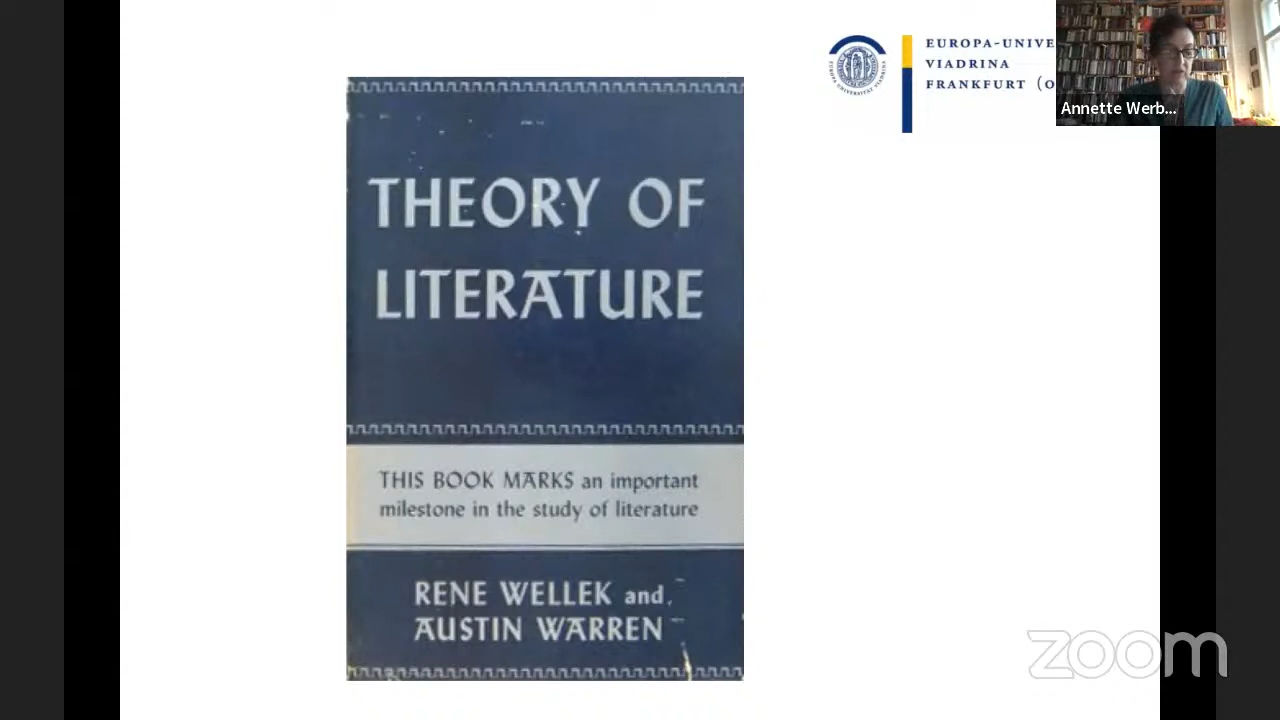 EUROPA-UNIVE
VIADRINA
FRANKFURT (O
Annette Werb...
THEORY OF
LITERATURE
THIS BOOK MARKS an important
milestone in the study of literature
RENE WELLEK and
AUSTIN WARREN
zoom